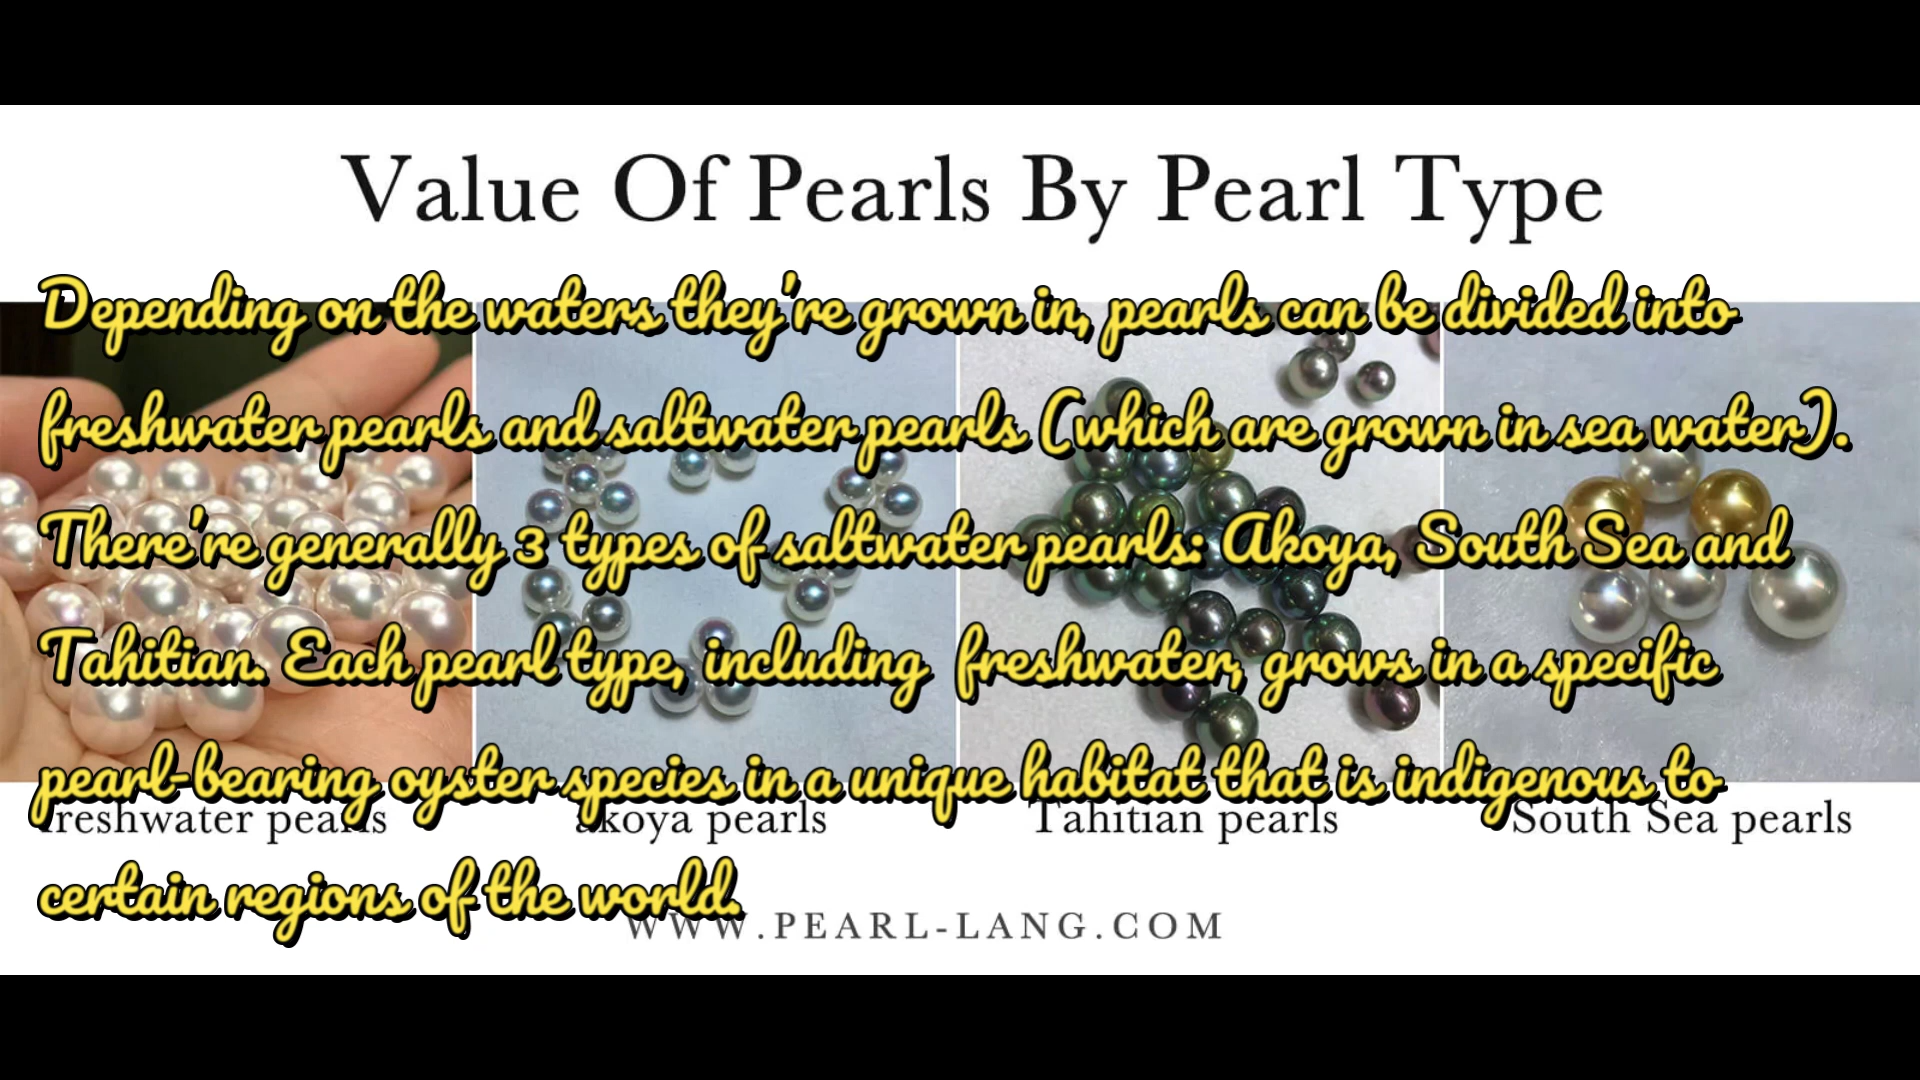 Value Of Pearls By Pearl Type
Depending on the waters they're grown in, pearls can be divided into
freshwater pearls and saltwater pearls (which are grown in sea water).
There're generally 3 types of saltwater pearls: Akoya, South Sea and
Tahitian. Each pearl type, including freshwater, grows in a specific
pearl-bearing oyster species in a unique habitat that is indigenous to
certain regions of the world.
freshwater pearls
akoya pearls
Tahitian pearls
South Sea pearls
WWW.PEARL-LANG.COM